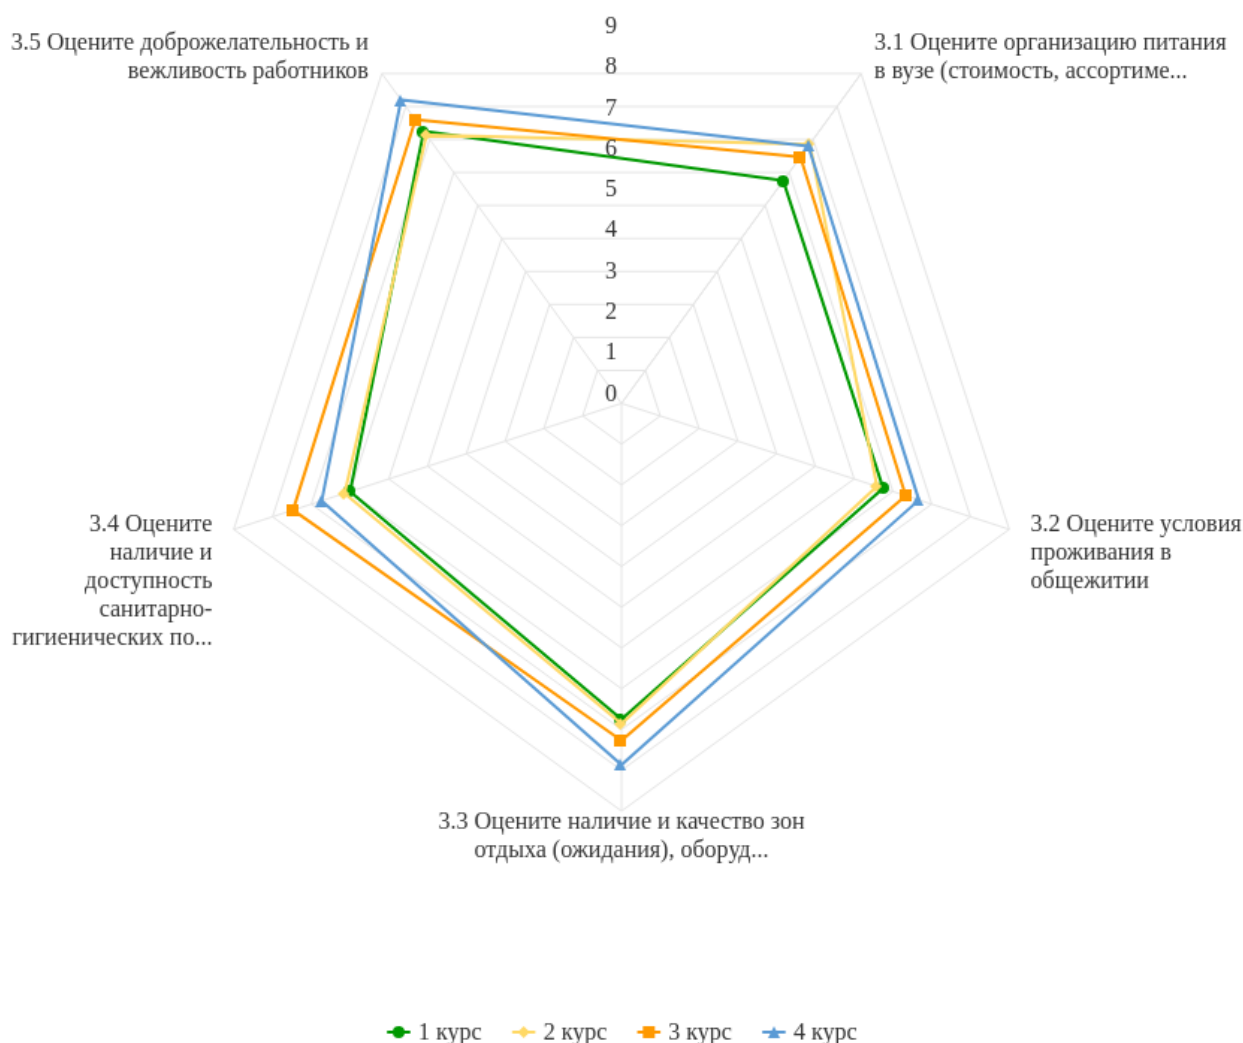 9
3.5 Оцените доброжелательность и
вежливость работников
3.1 Оцените организацию питания
в вузе (стоимость, ассортиме...
8
7
6
5
4
3
2
1
0
3.4 Оцените
наличие и
доступность
санитарно-
гигиенических по...
3.2 Оцените условия
проживания в
общежитии
3.3 Оцените наличие и качество зон
отдыха (ожидания), оборуд...
1 курс
2 курс
3 курс
4 курс